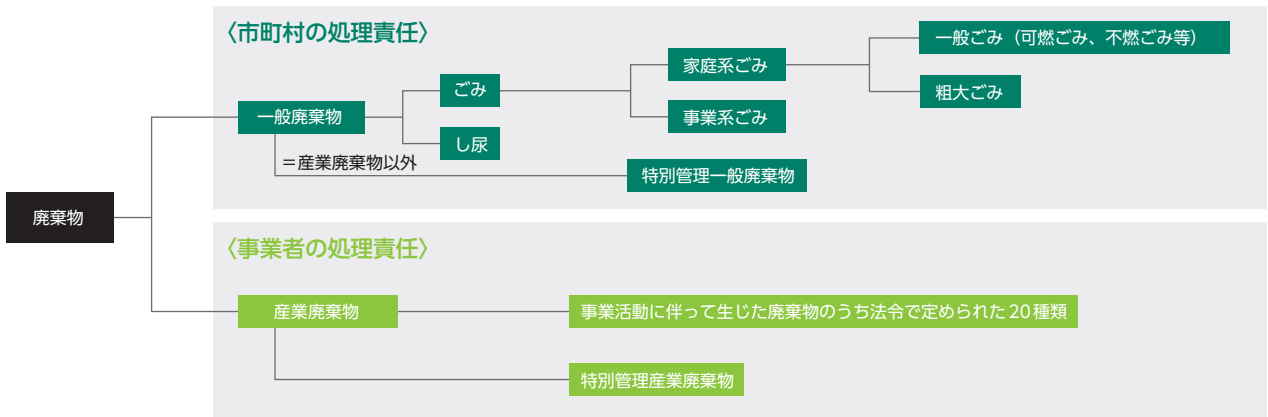 〈市町村の処理責任〉
一般ごみ（可燃ごみ、不燃ごみ等）
家庭系ごみ
ごみ
粗大ごみ
一般廃棄物
事業系ごみ
し尿
＝産業廃棄物以外
特別管理一般廃棄物
廃棄物
〈事業者の処理責任〉
産業廃棄物
事業活動に伴って生じた廃棄物のうち法令で定められた20種類
特別管理産業廃棄物